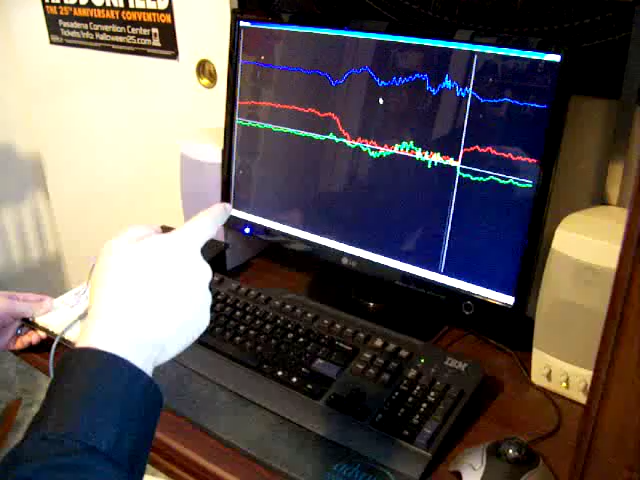 THE 25TH ANNIVERSARY CONVENTION
Pasadena Convention Center
Tickets/Info: Halloween25.com
LG
IBM